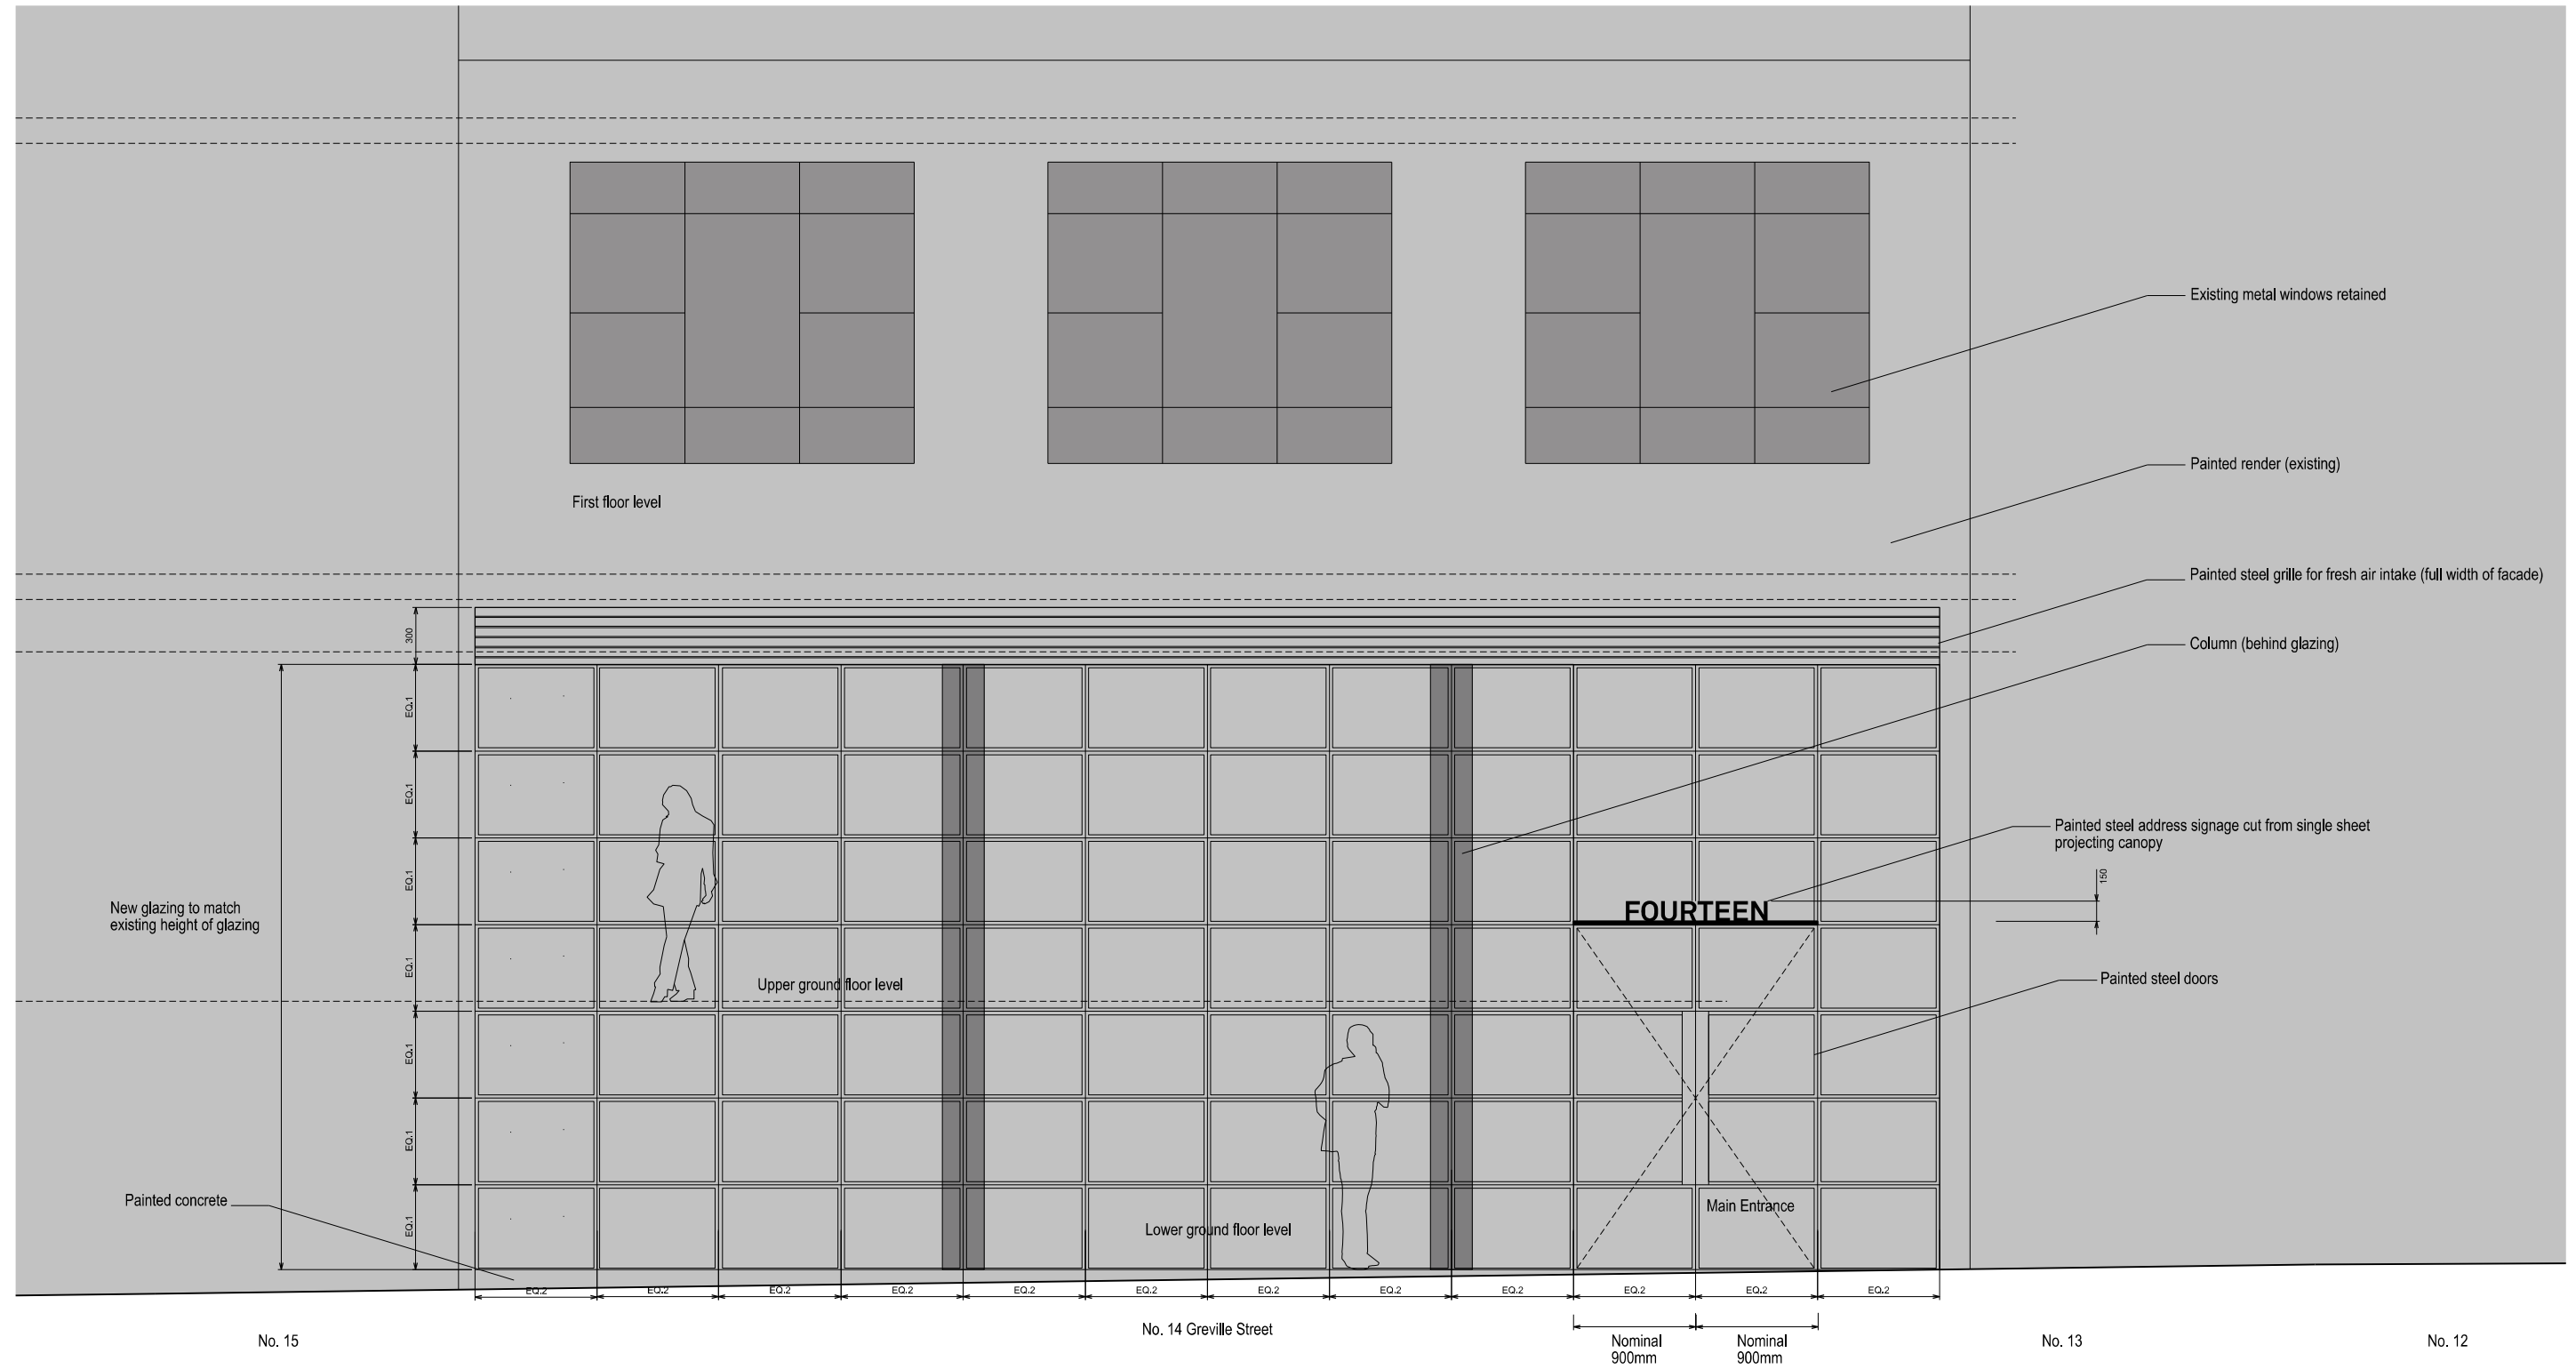 Existing metal windows retained
Painted render (existing)
First floor level
Painted steel grille for fresh air intake (full width of facade)
300
Column (behind glazing)
EQ.1
EQ.1
Painted steel address signage cut from single sheet
projecting canopy
EQ.1
150
New glazing to match
existing height of glazing
FOURTEEN
EQ.1
Upper ground floor level
Painted steel doors
EQ.1
EQ.1
Painted concrete
EQ.1
Main Entrance
Lower ground floor level
EQ.2
EQ.2
EQ.2
EQ.2
EQ.2
EQ.2
EQ.2
EQ.2
EQ.2
EQ.2
EQ.2
EQ.2
No. 15
No. 14 Greville Street
Nominal
900mm
Nominal
900mm
No. 13
No. 12